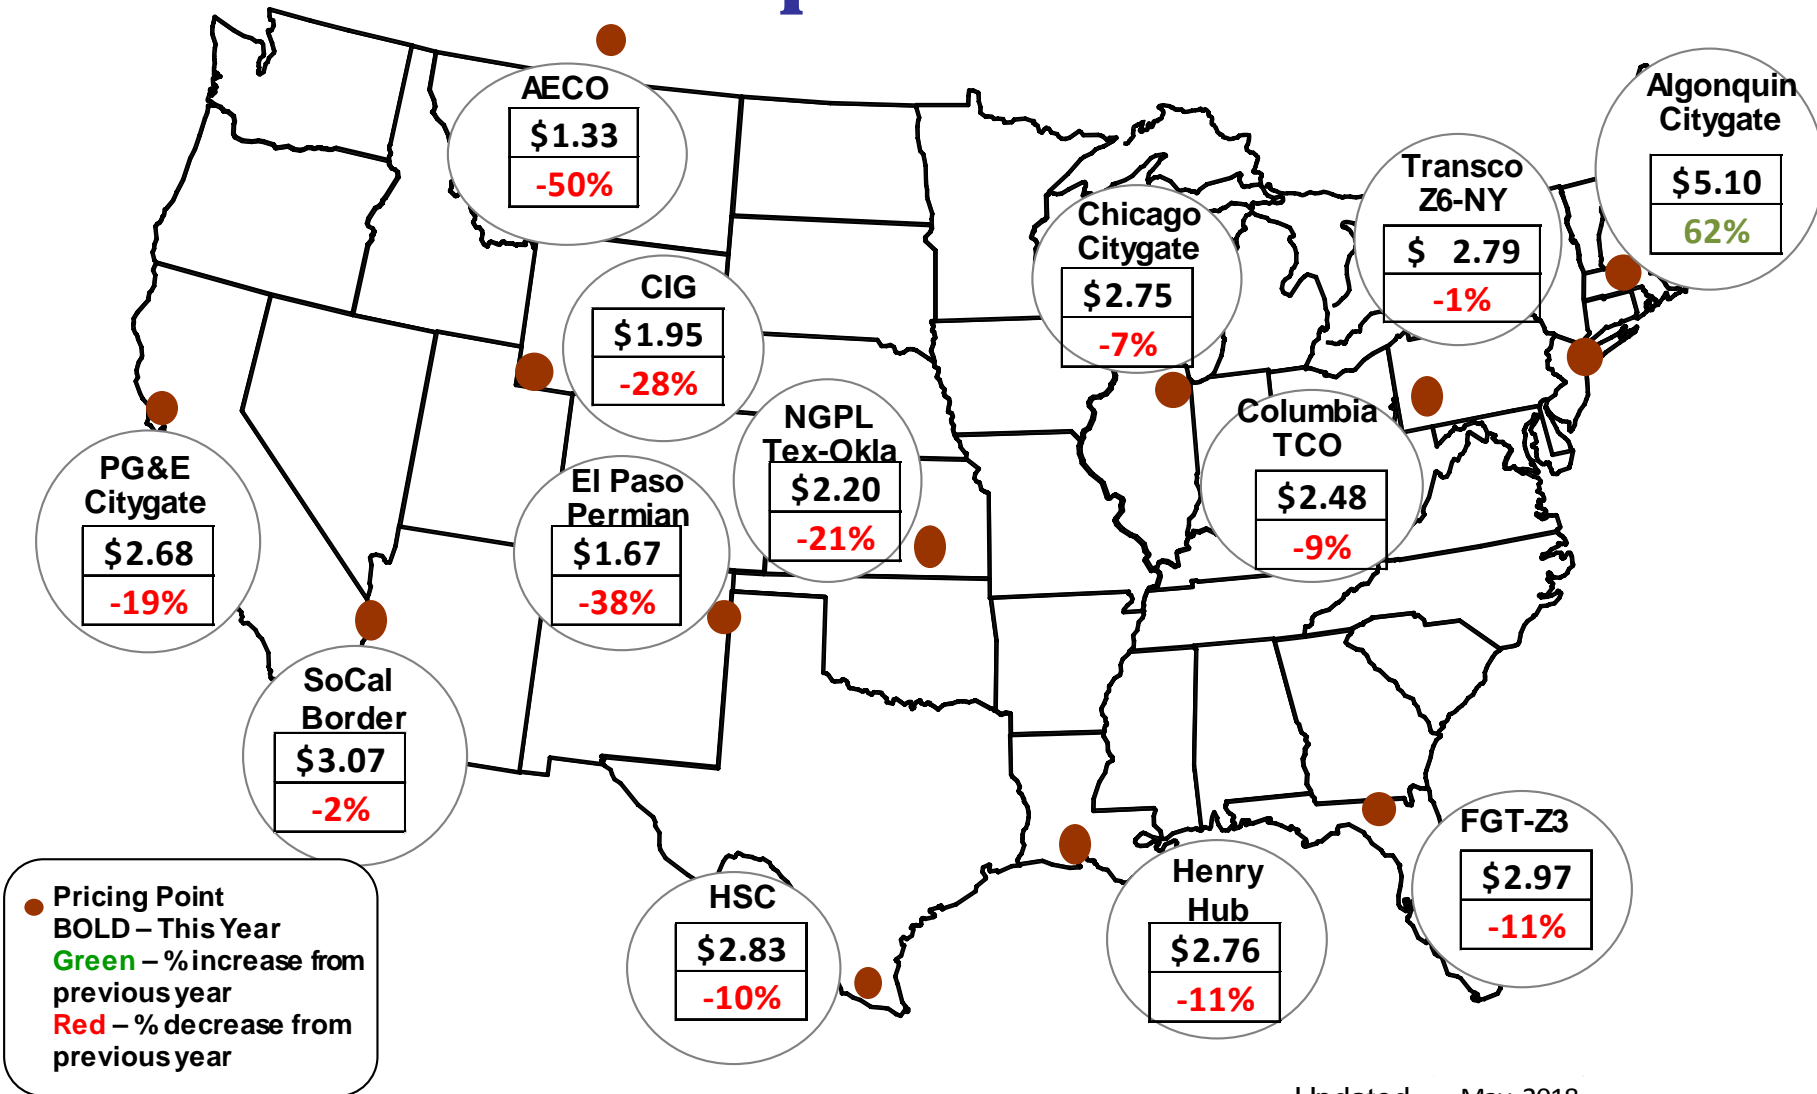 AECO
$1.33
-50%
Algonquin
Citygate
$5.10
62%
Transco
Z6-NY
$ 2.79
-1%
Chicago
Citygate
$2.75
-7%
CIG
$1.95
-28%
NGPL
Tex-Okla
$2.20
-21%
Columbia
TCO
$2.48
-9%
PG&E
Citygate
$2.68
-19%
El Paso
Permian
$1.67
-38%
SoCal
Border
$3.07
-2%
HSC
$2.83
-10%
Henry
Hub
$2.76
-11%
FGT-Z3
$2.97
-11%
Pricing Point
BOLD – This Year
Green – % increase from
previous year
Red – % decrease from
previous year
Updated May 2018